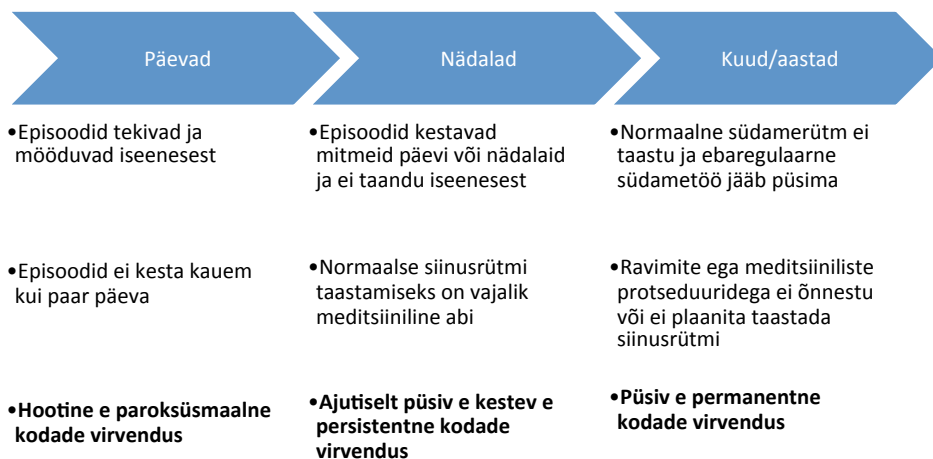 Päevad
Nädalad
Kuud/aastad
•Episoodid tekivad ja
mööduvad iseenesest
•Episoodid ei kesta kauem
kui paar päeva
•Hootine e paroksüsmaalne
kodade virvendus
•Episoodid kestavad
mitmeid päevi või nädalaid
ja ei taandu iseenesest
•Normaalse siinusrütmi
taastamiseks on vajalik
meditsiiniline abi
•Ajutiselt püsiv e kestev e
persistentne kodade
virvendus
•Normaalne südamerütm ei
taastu ja ebaregulaarne
südametöö jääb püsima
•Ravimite ega meditsiiniliste
protseduuridega ei õnnestu
või ei plaanita taastada
siinusrütmi
•Püsiv e permanentne
kodade virvendus